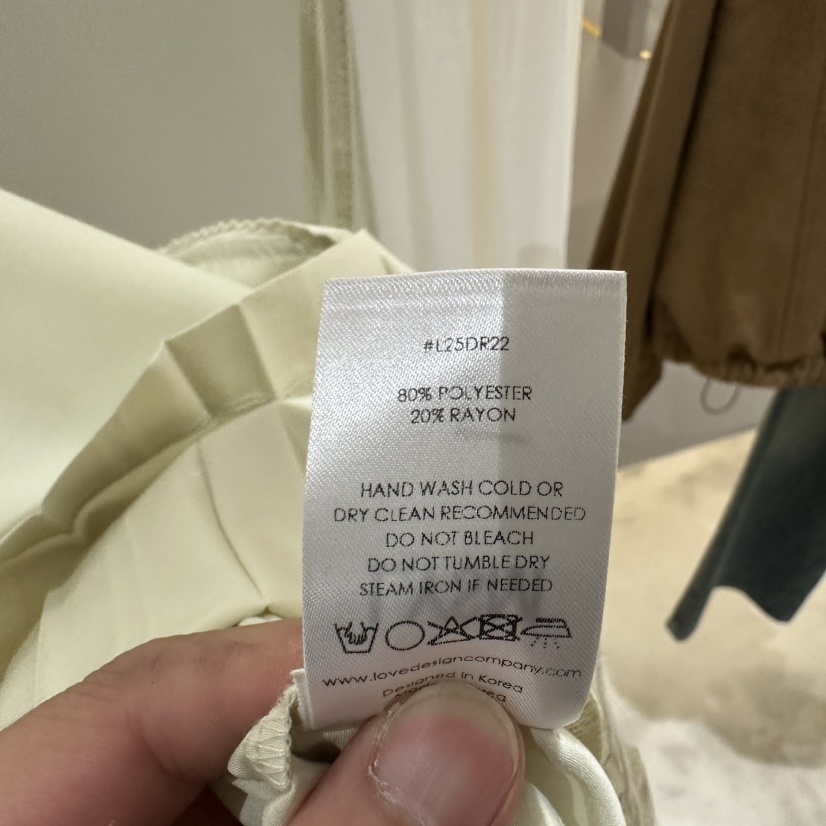 #L25DR22
80% POLYESTER
20% RAYON
HAND WASH COLD OR
DRY CLEAN RECOMMENDED
DO NOT BLEACH
DO NOT TUMBLE DRY
STEAM IRON IF NEEDED
www.lovedesigncompany.com
Designed in Korea